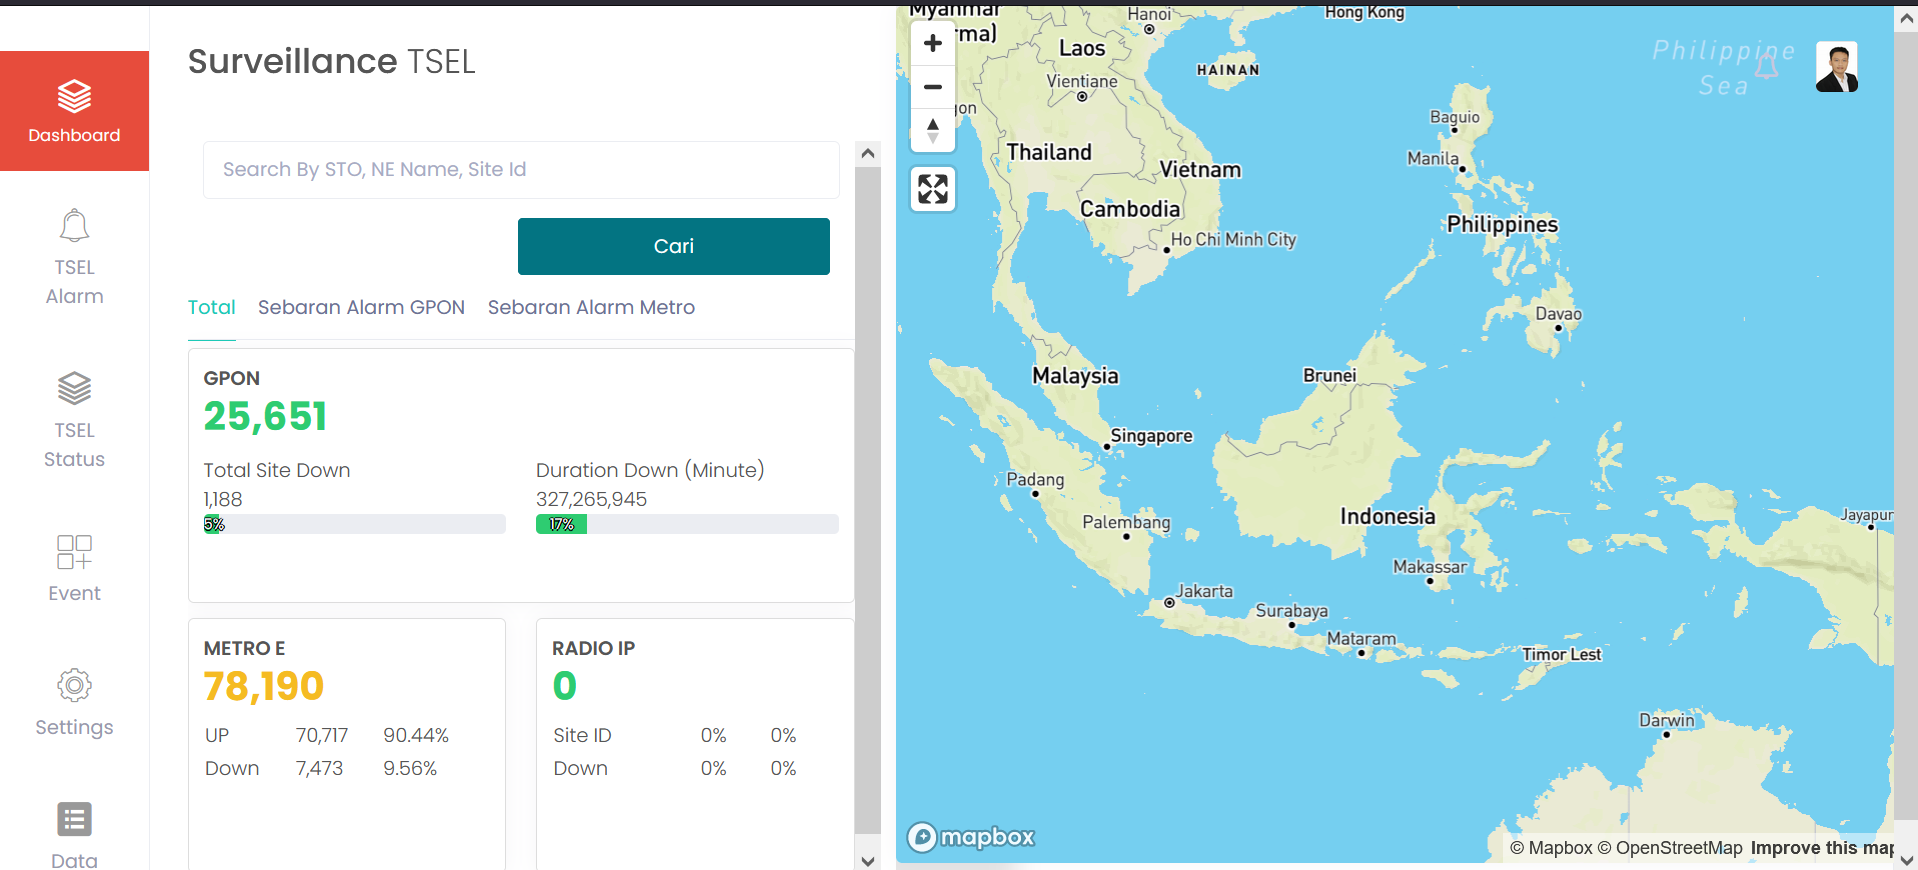 Surveillance TSEL
Dashboard
TSEL
Alarm
TSEL
Status
Event
Settings
Data
Search By STO, NE Name, Site Id
Cari
Total Sebaran Alarm GPON Sebaran Alarm Metro
GPON
25,651
Total Site Down Duration Down (Minute)
1,188 327,265,945
5% 17%
METRO E
78,190
UP 70,717 90.44%
Down 7,473 9.56%
RADIO IP
0
Site ID 0% 0%
Down 0% 0%
Myanmar
Hanoi
Hong Kong
Laos
HAINAN
Vientiane
Philippine
Sea
Baguio
Thailand
Manila
Vietnam
Cambodia
Philippines
Ho Chi Minh City
Davao
Malaysia
Brunei
Singapore
Padang
Palembang
Indonesia
Jayapur
Makassar
Jakarta
Surabaya
Mataram
Timor Lest
Darwin
mapbox
© Mapbox © OpenStreetMap Improve this map